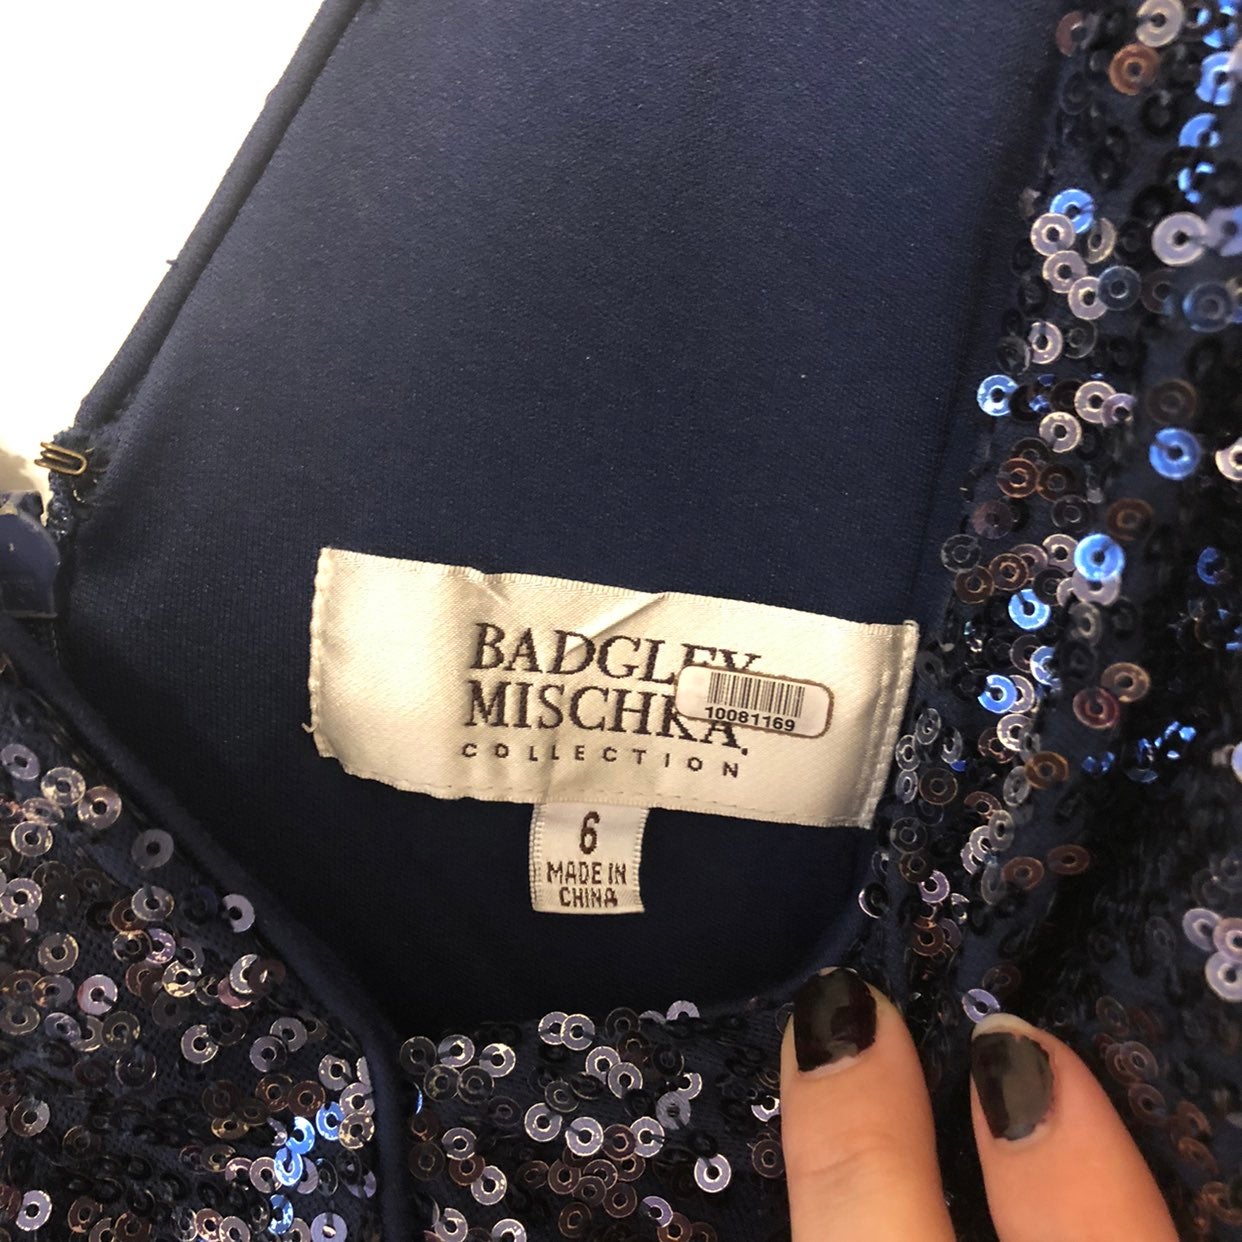 BADGLEY
MISCHKA.
COLLECTION
10081169
6
MADE IN
CHINA